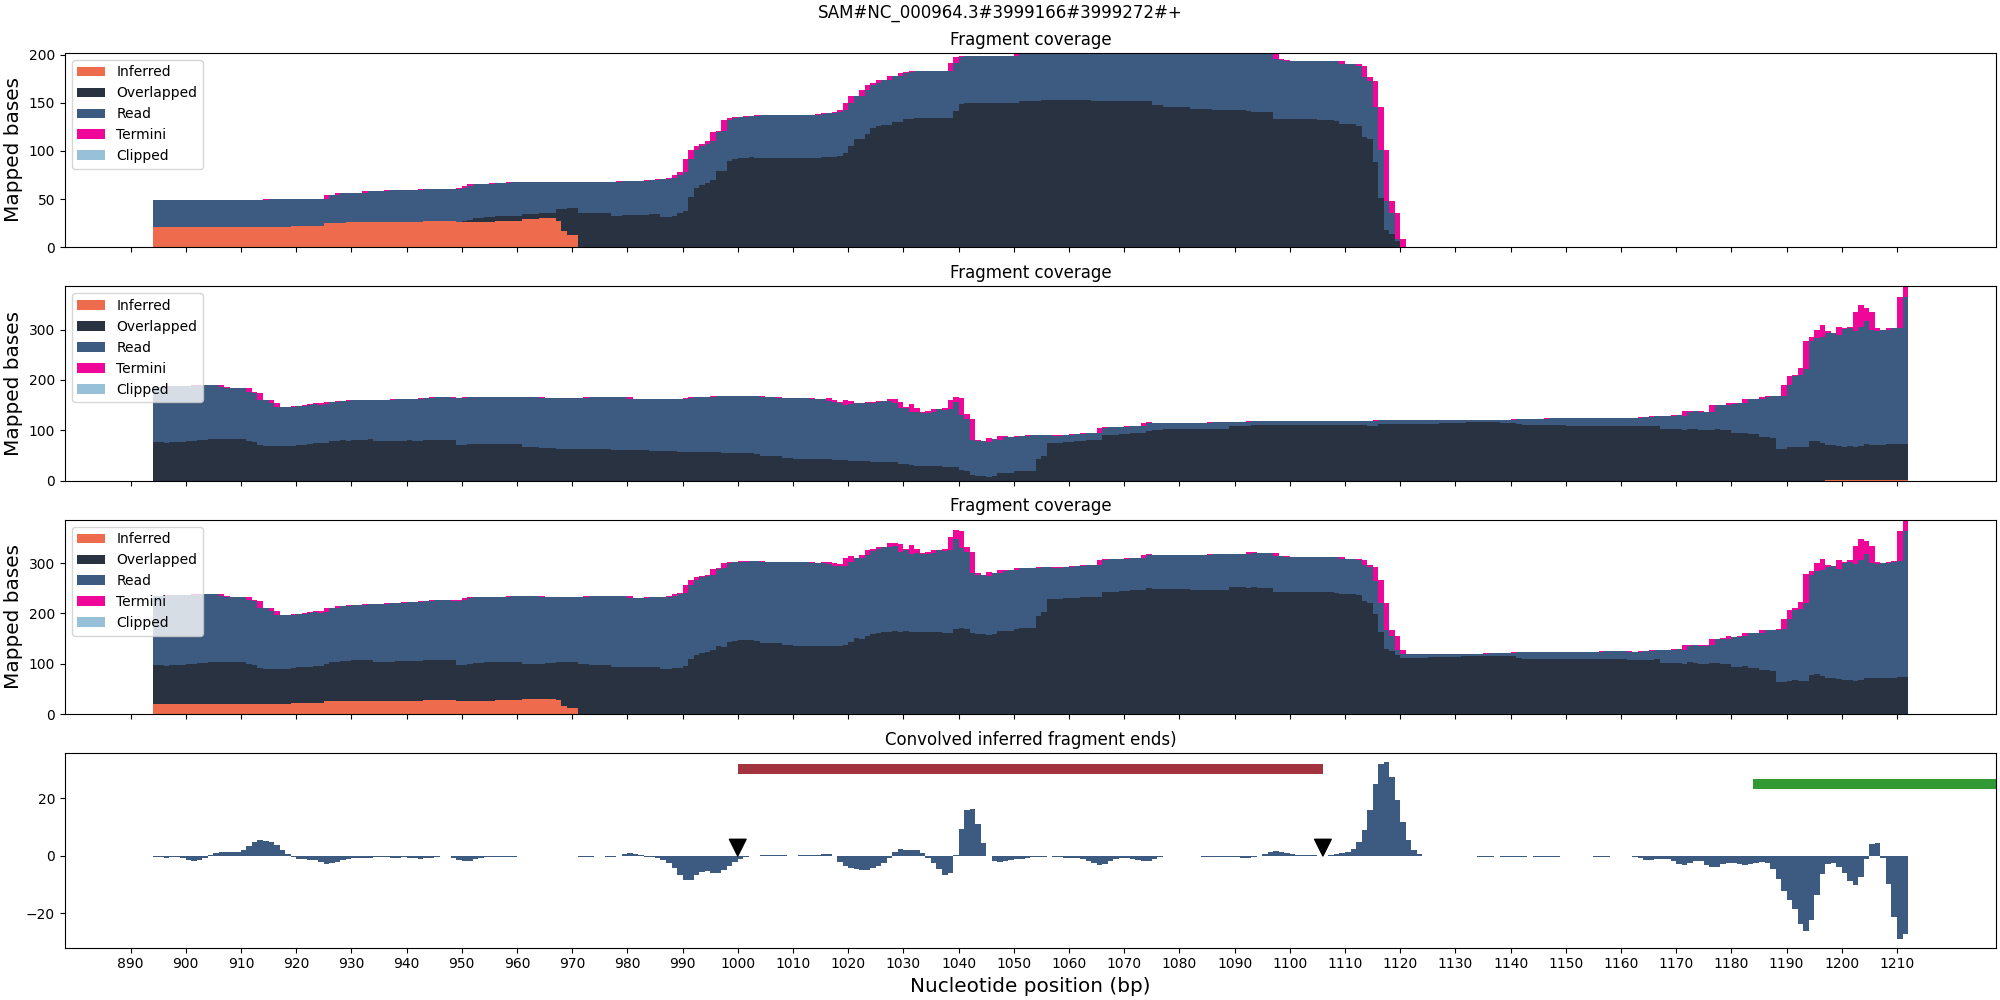 SAM#NC_000964.3#3999166#3999272#+
Fragment coverage
Mapped bases
200
150
100
50
0
Inferred
Overlapped
Read
Termini
Clipped
Fragment coverage
Mapped bases
300
200
100
0
Inferred
Overlapped
Read
Termini
Clipped
Fragment coverage
Mapped bases
300
200
100
0
Inferred
Overlapped
Read
Termini
Clipped
Convolved inferred fragment ends)
20
0
−20
890 900 910 920 930 940 950 960 970 980 990 1000 1010 1020 1030 1040 1050 1060 1070 1080 1090 1100 1110 1120 1130 1140 1150 1160 1170 1180 1190 1200 1210
Nucleotide position (bp)